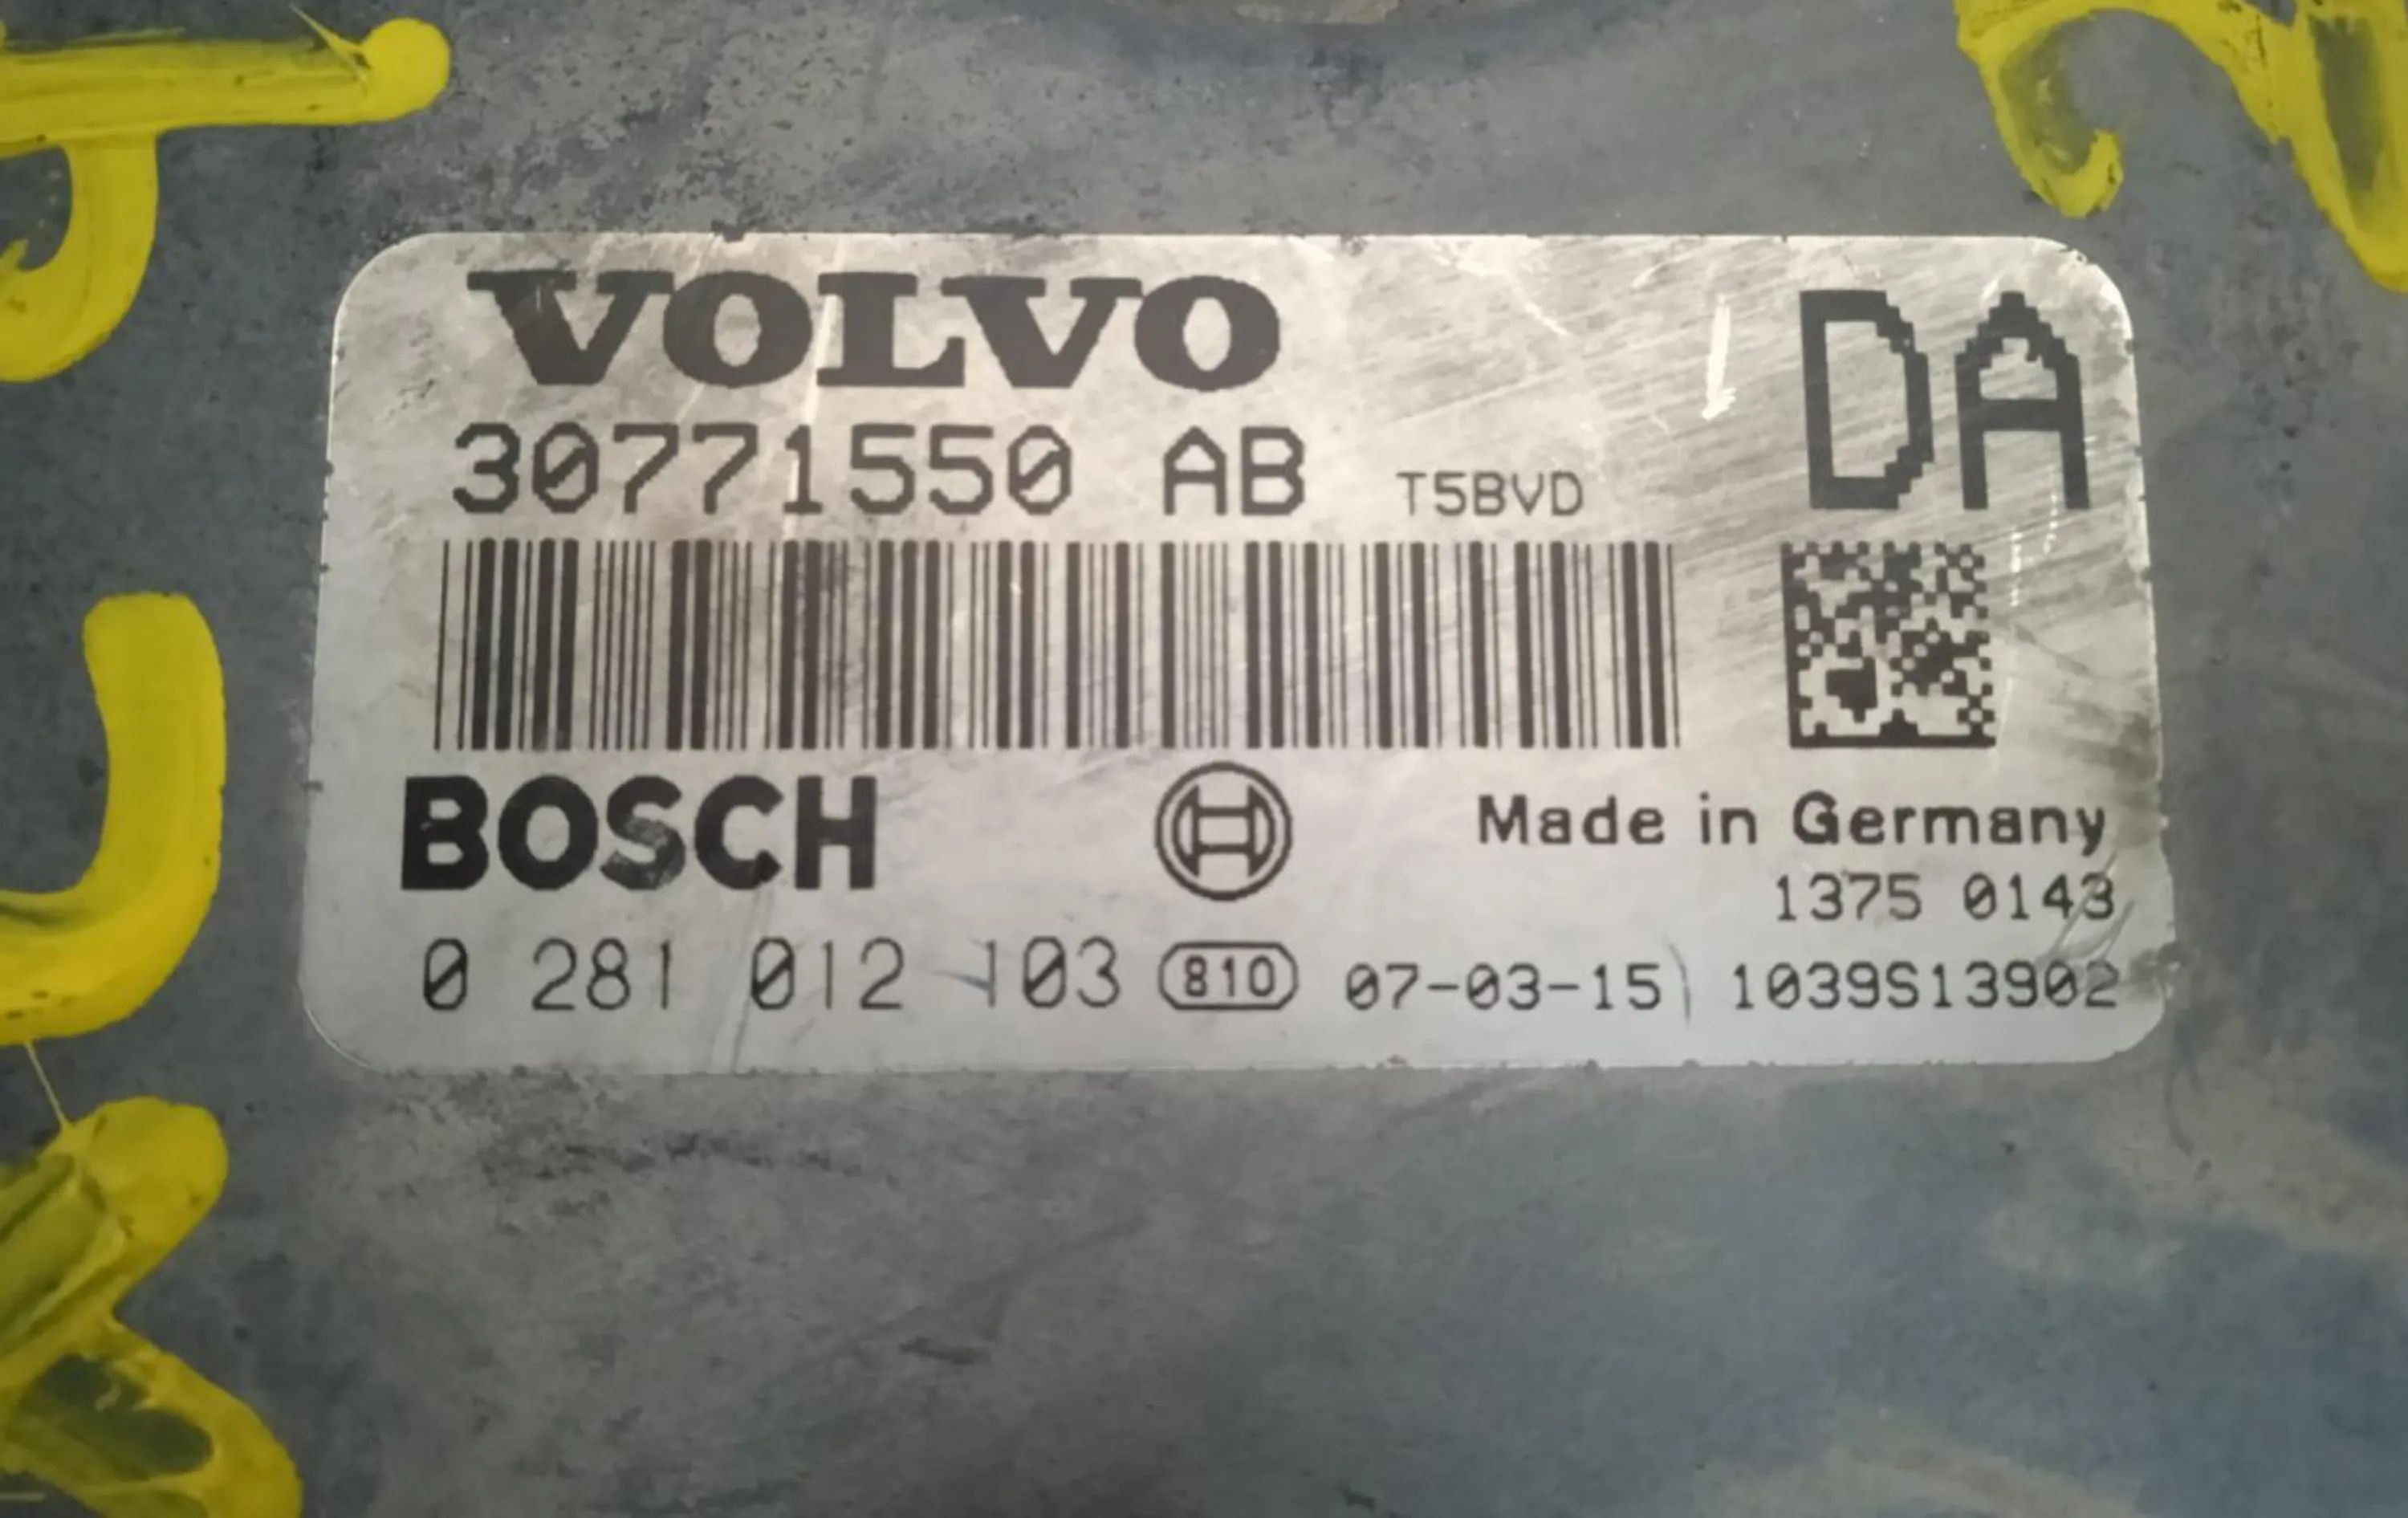 VOLVO
DA
30771550 AB T5BVD
BOSCH
Made in Germany
1375 0143
0 281 012 103 810 07-03-15 1039S13902